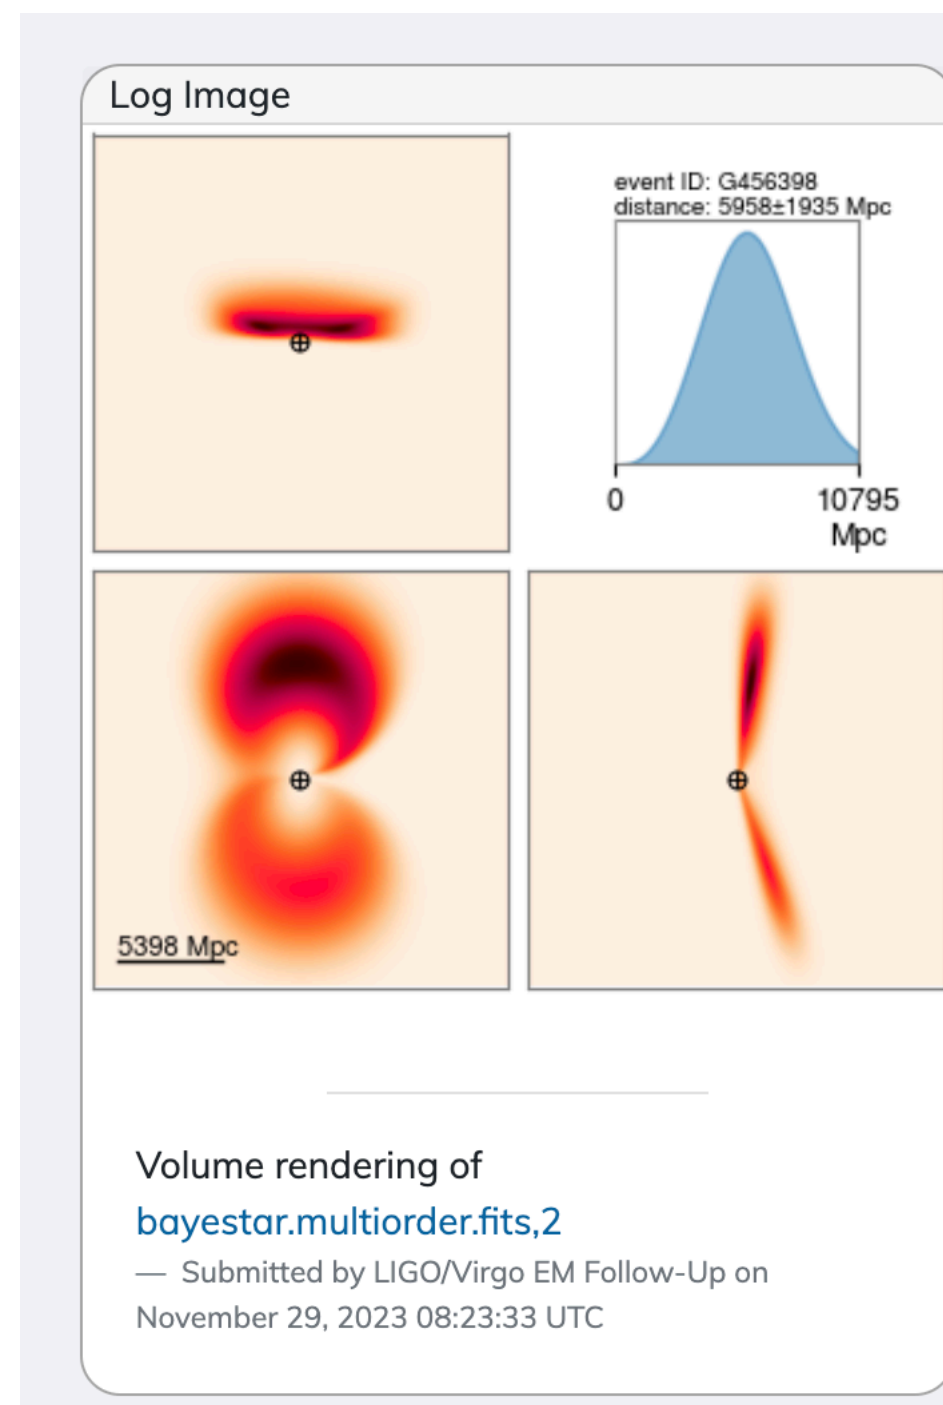 Log Image
event ID: G456398
distance: 5958±1935 Mpc
0
10795
Mpc
5398 Mpc
Volume rendering of
bayestar.multiorder.fits,2
— Submitted by LIGO/Virgo EM Follow-Up on
November 29, 2023 08:23:33 UTC